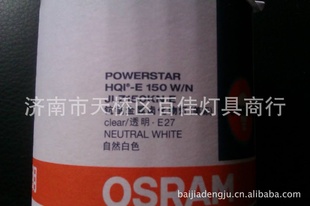 POWERSTAR
HQI®-E 150 W/N
clear/透明 · E27
NEUTRAL WHITE
自然白色
OSRAM
济南市天桥区百佳灯具商行
baijiadengju.cn.alibaba.com